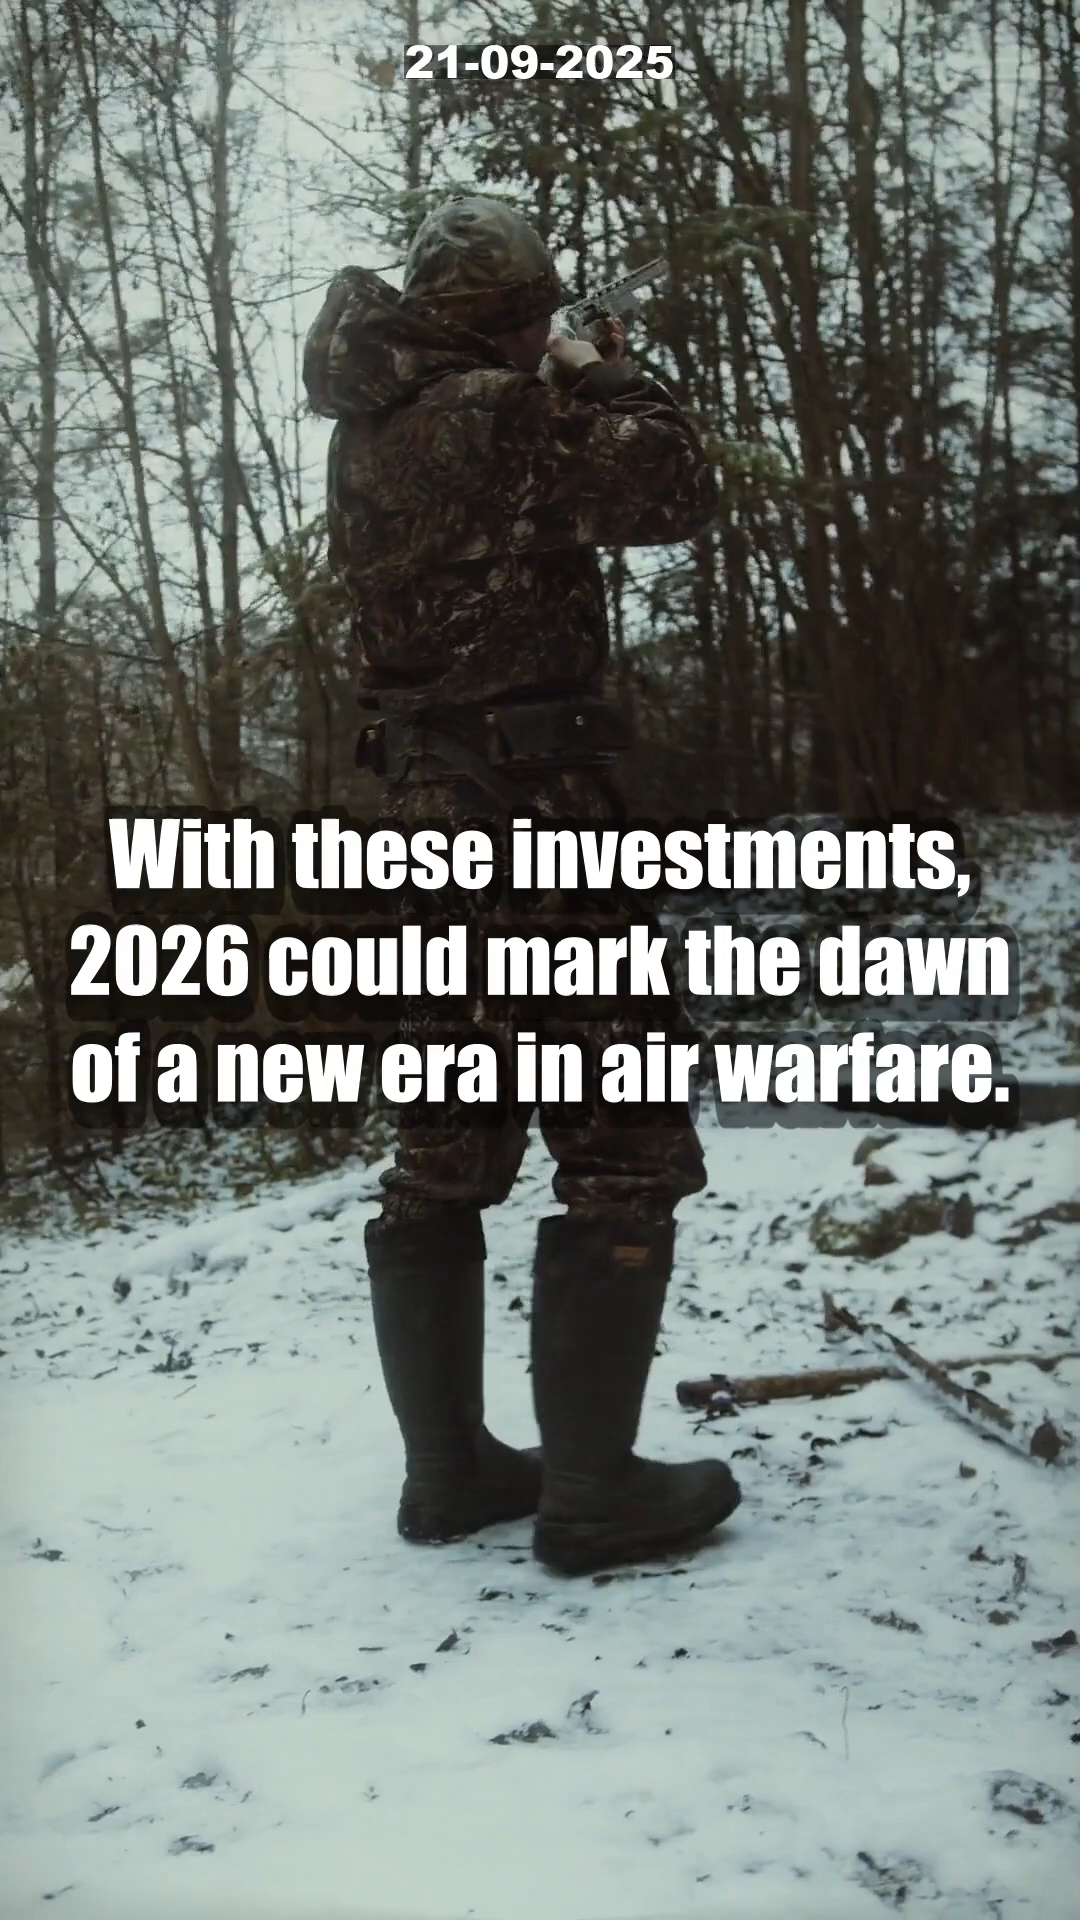 21-09-2025
With these investments,
2026 could mark the dawn
of a new era in air warfare.